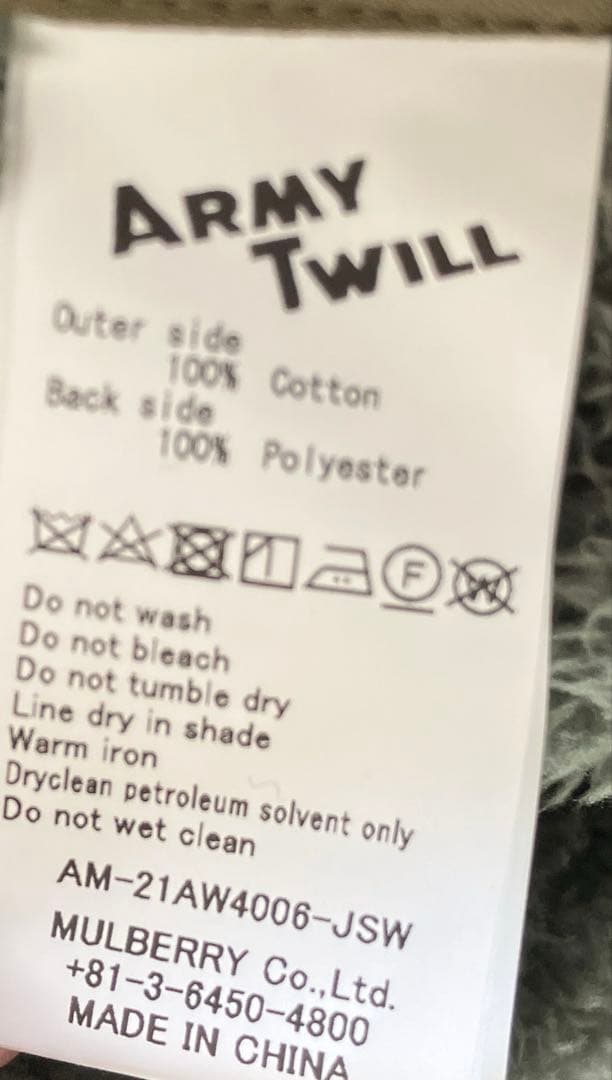 ARMY
TWILL
Outer side
100% Cotton
Back side
100% Polyester
F
W
Do not wash
Do not bleach
Do not tumble dry
Line dry in shade
Warm iron
Dryclean petroleum solvent only
Do not wet clean
AM-21AW4006-JSW
MULBERRY Co.,Ltd.
+81-3-6450-4800
MADE IN CHINA